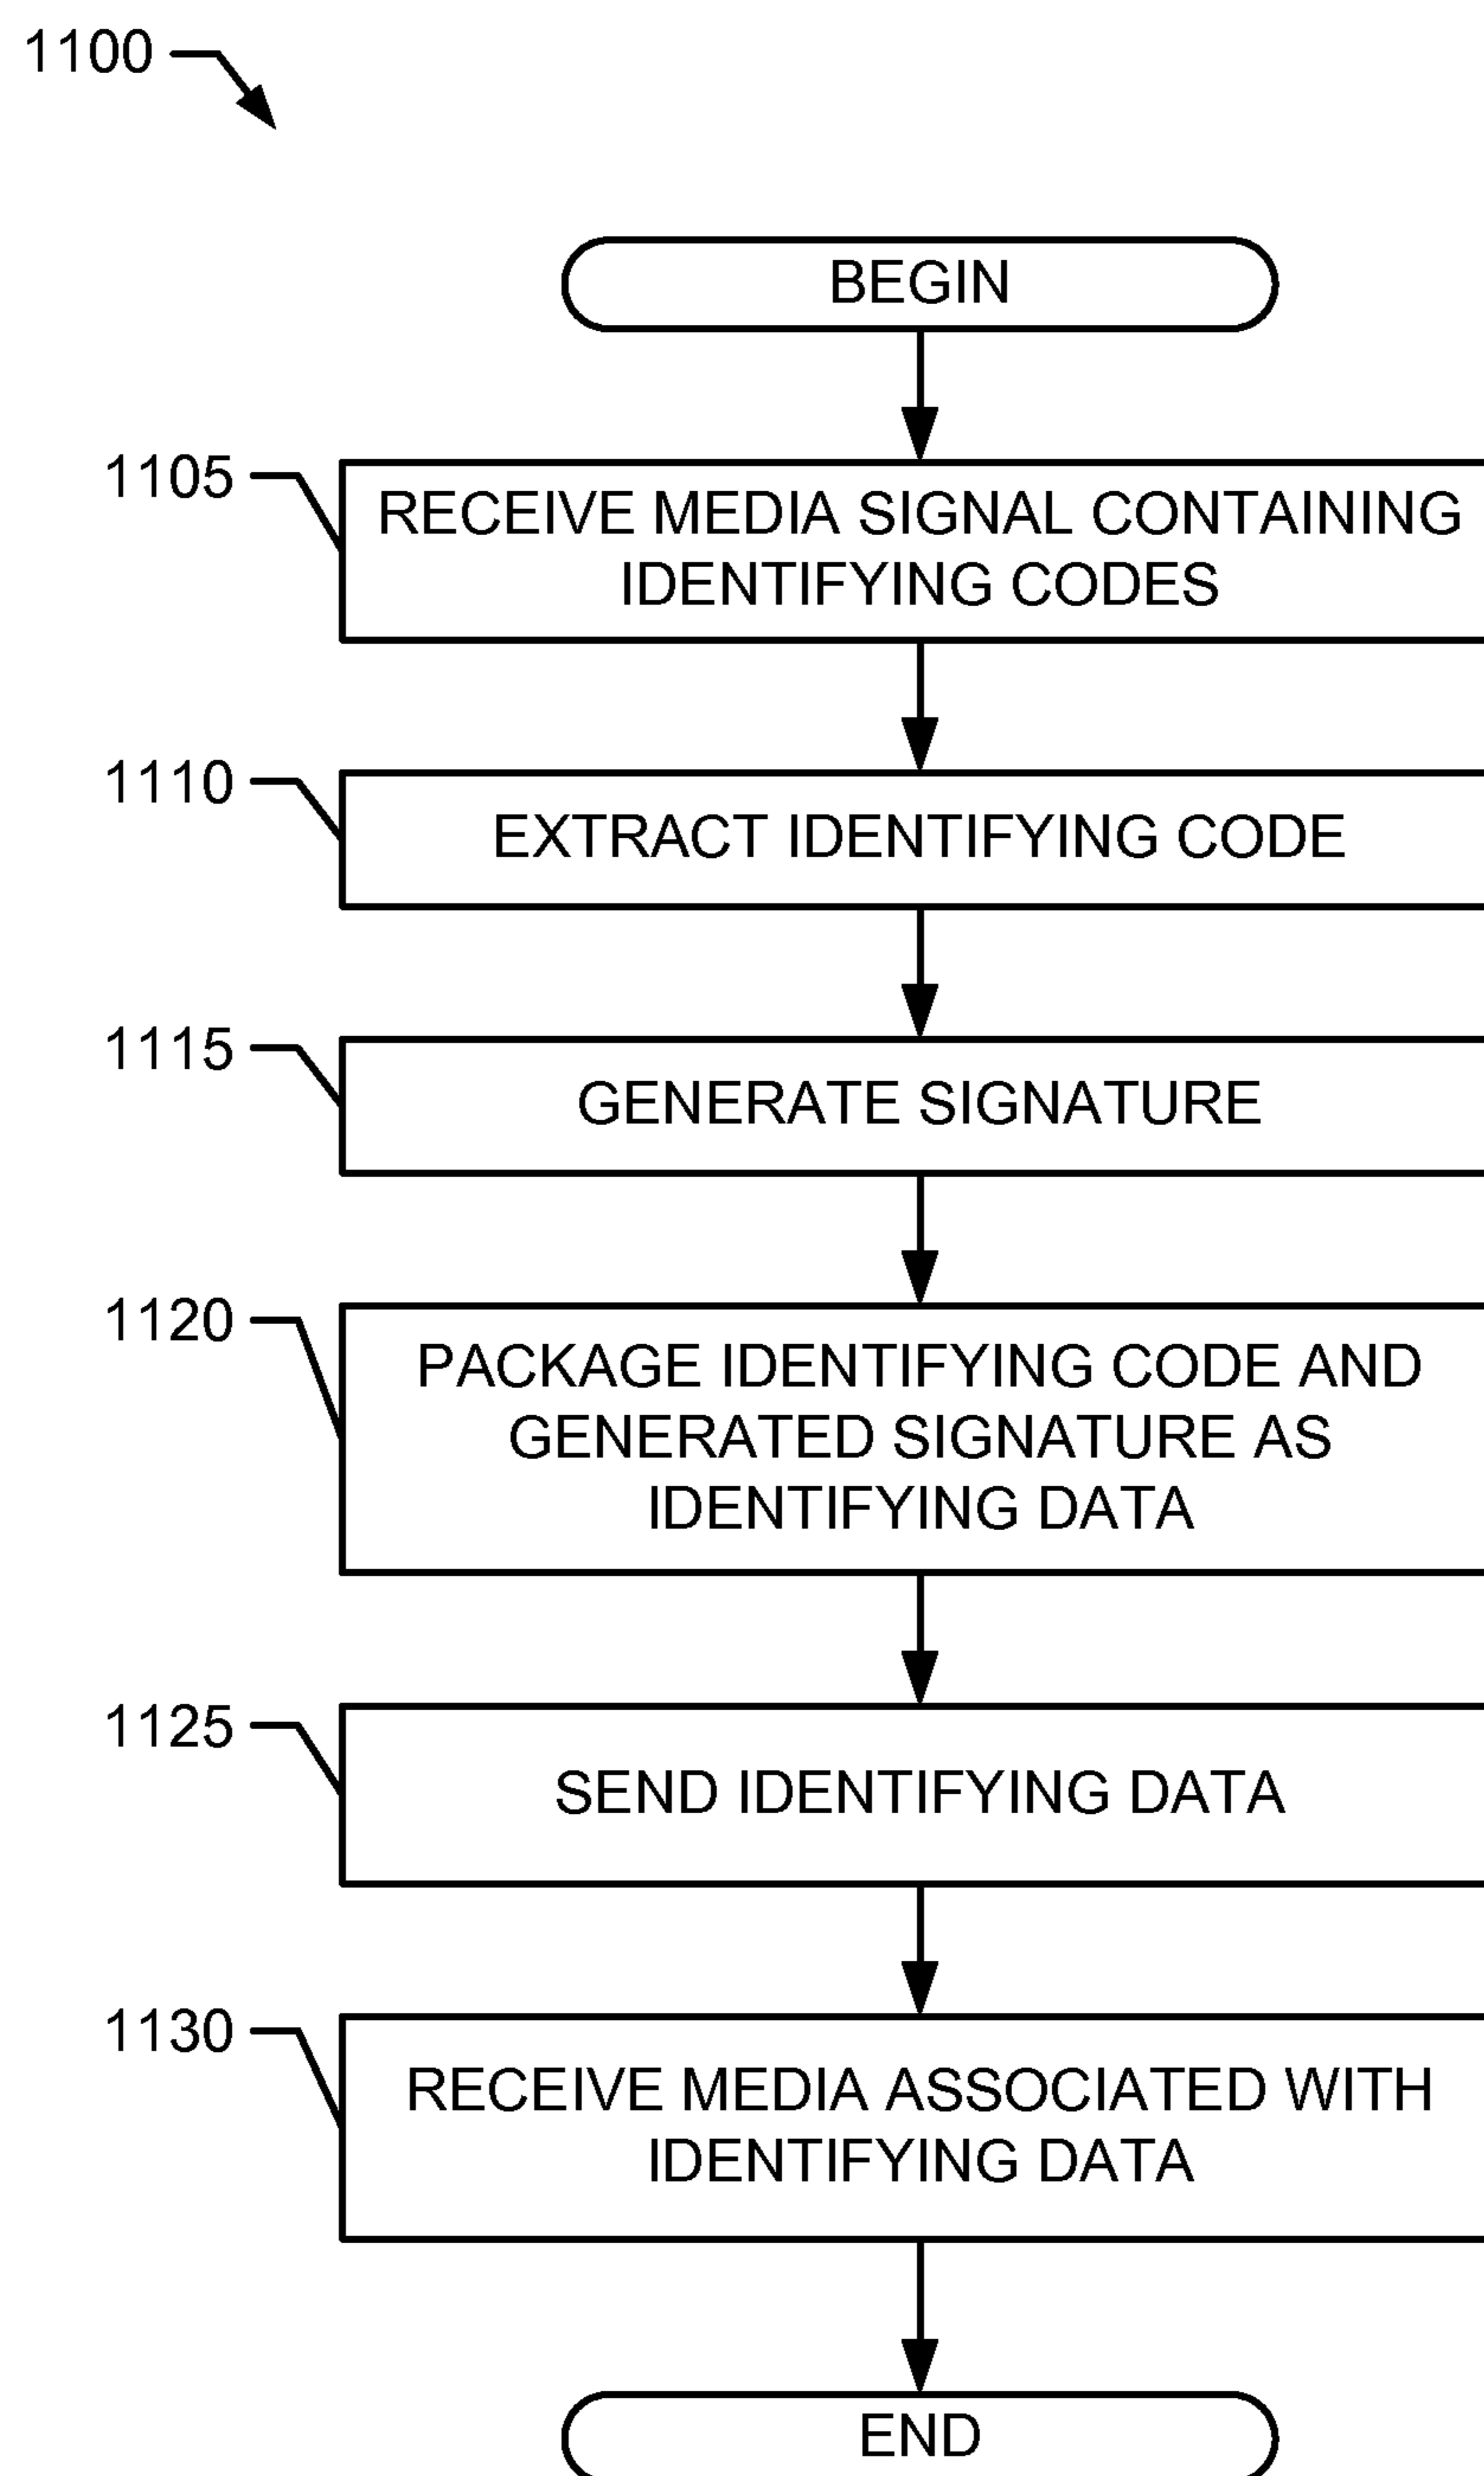 1100
BEGIN
1105
RECEIVE MEDIA SIGNAL CONTAINING
IDENTIFYING CODES
1110
EXTRACT IDENTIFYING CODE
1115
GENERATE SIGNATURE
1120
PACKAGE IDENTIFYING CODE AND
GENERATED SIGNATURE AS
IDENTIFYING DATA
1125
SEND IDENTIFYING DATA
1130
RECEIVE MEDIA ASSOCIATED WITH
IDENTIFYING DATA
END